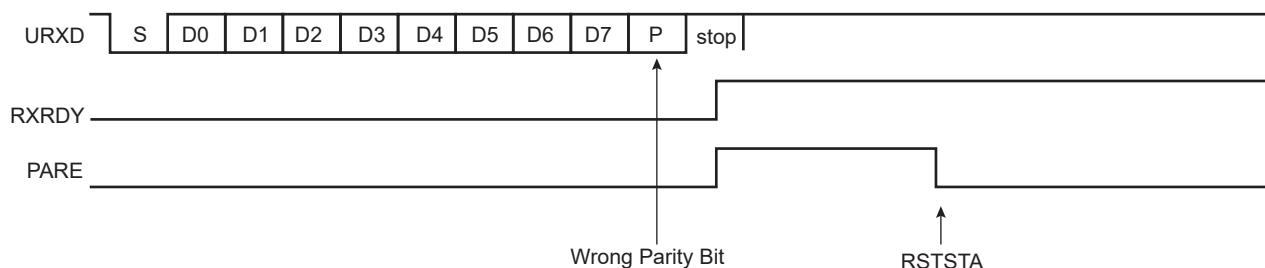 URXD S D0 D1 D2 D3 D4 D5 D6 D7 P stop
RXRDY
PARE
Wrong Parity Bit RSTSTA